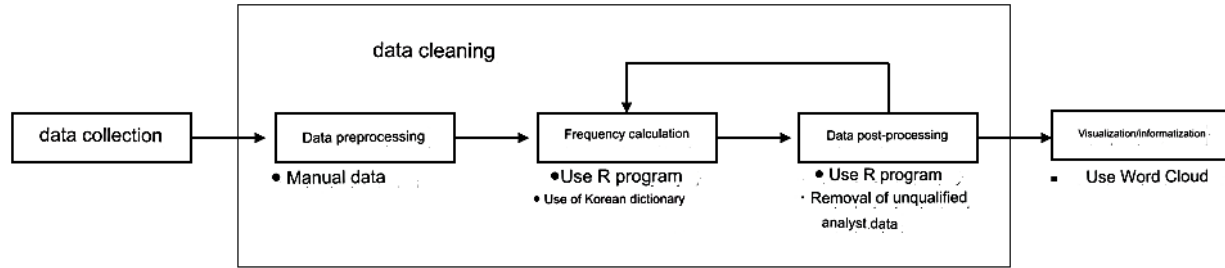 data cleaning
data collection
Data preprocessing
Frequency calculation
Data post-processing
Visualization/informatization
● Manual data
● Use R program
● Use of Korean dictionary
● Use R program
· Removal of unqualified
analyst data
▪ Use Word Cloud